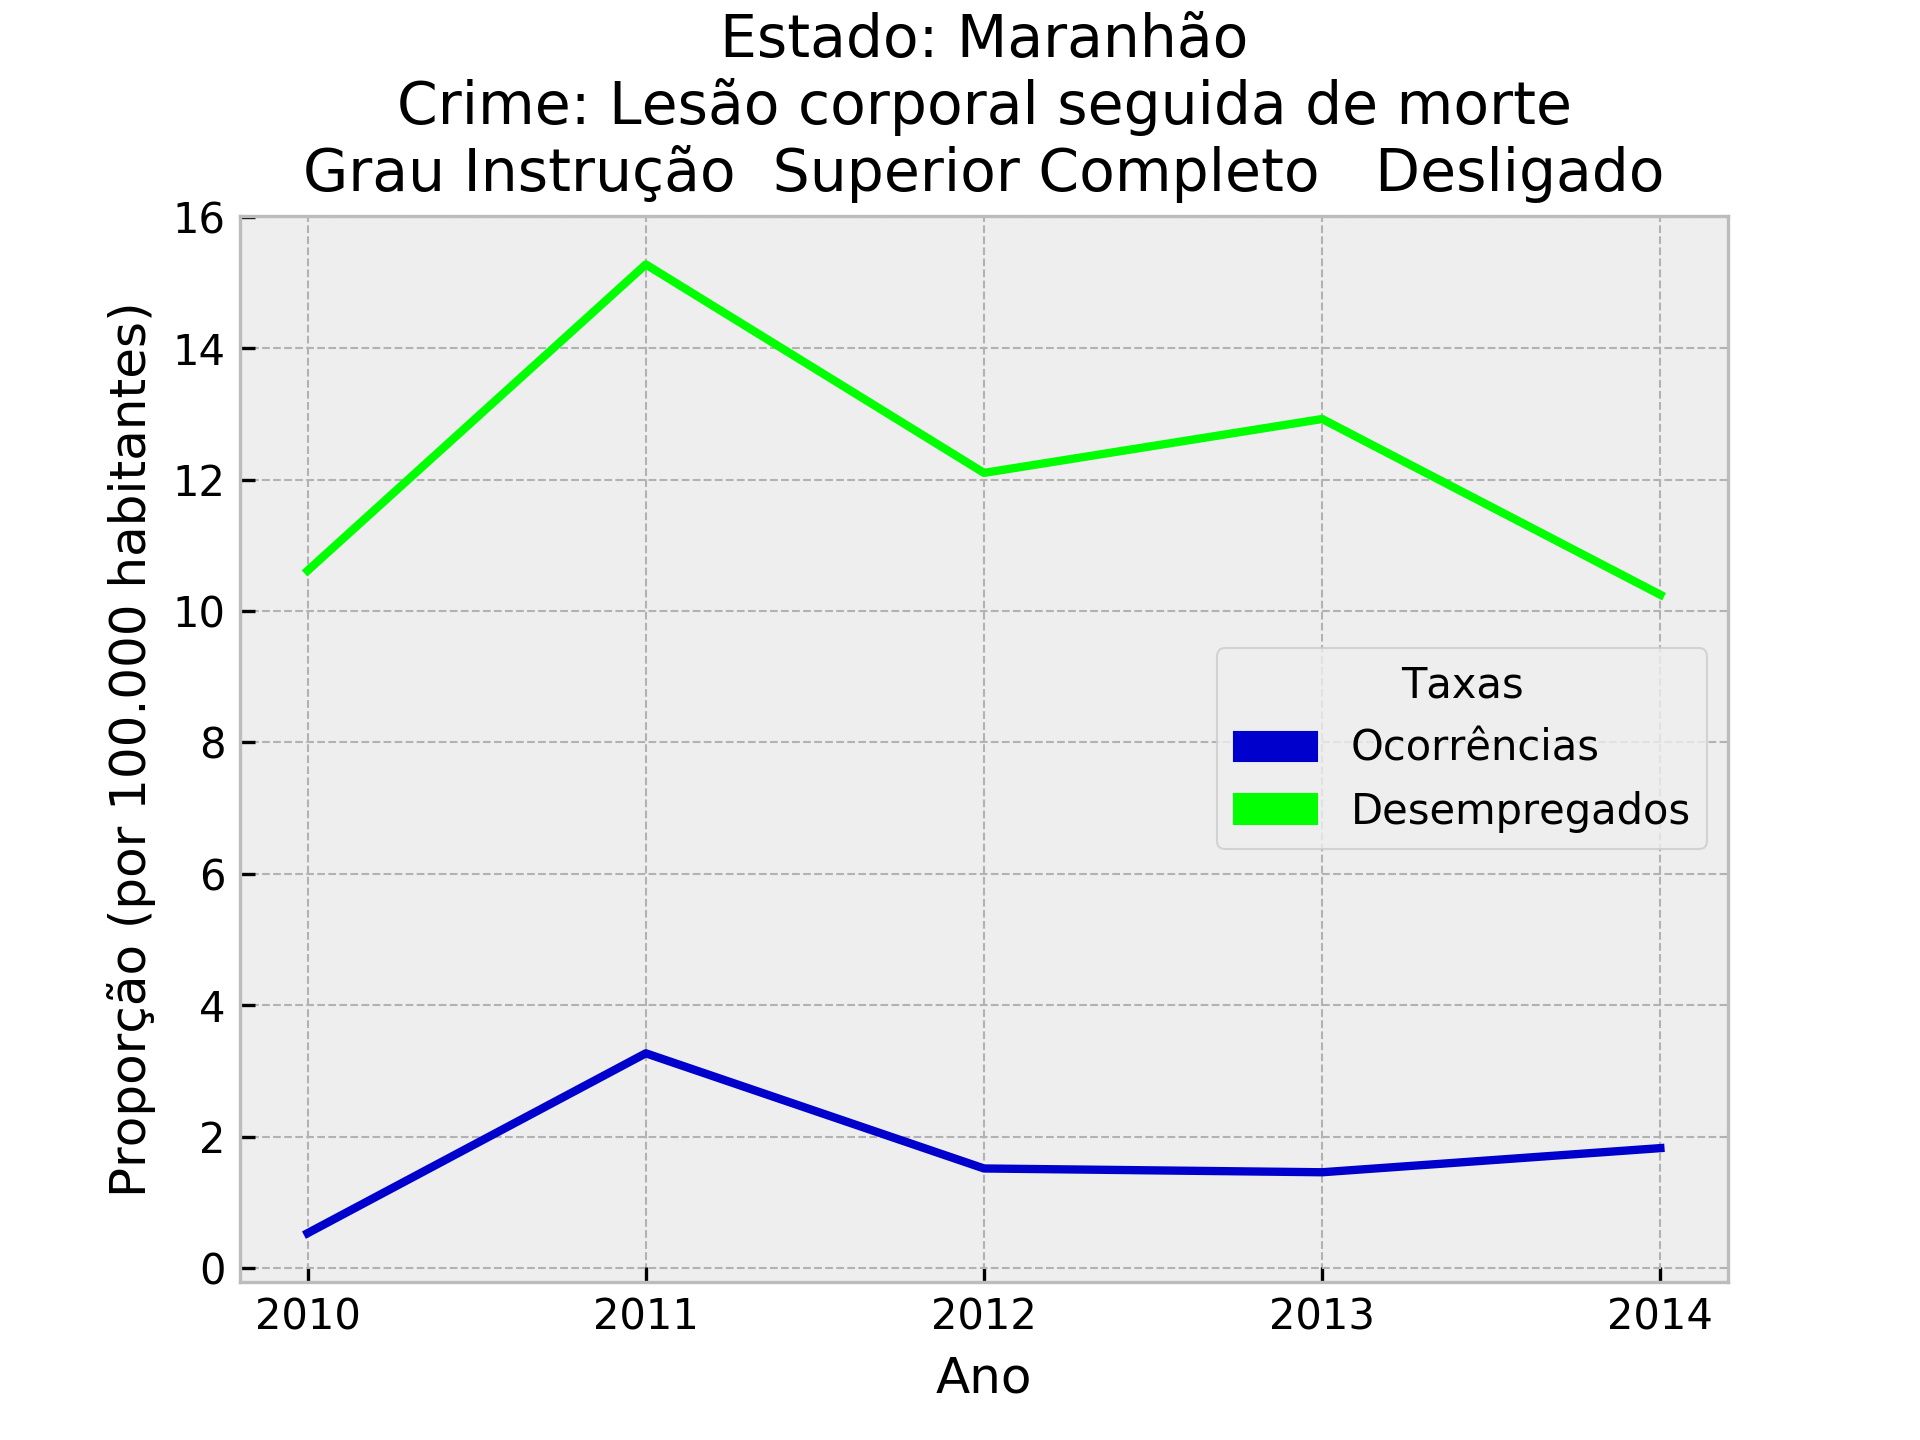 Estado: Maranhão
Crime: Lesão corporal seguida de morte
Grau Instrução  Superior Completo   Desligado
Proporção (por 100.000 habitantes)
16
14
12
10
8
6
4
2
0
Taxas
Ocorrências
Desempregados
2010 2011 2012 2013 2014
Ano